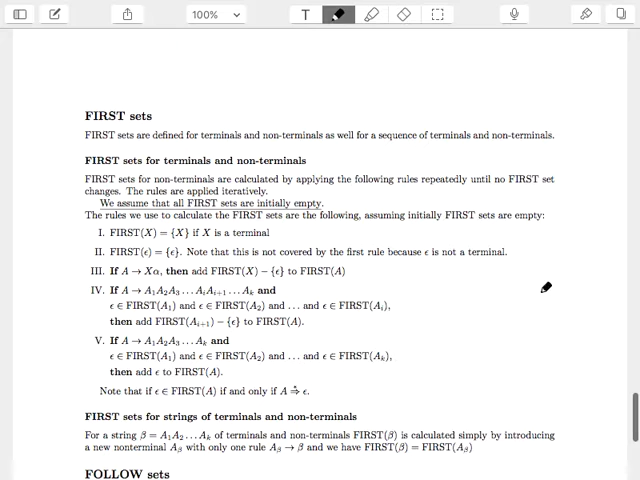 100%
T
FIRST sets
FIRST sets are defined for terminals and non-terminals as well for a sequence of terminals and non-terminals.
FIRST sets for terminals and non-terminals
FIRST sets for non-terminals are calculated by applying the following rules repeatedly until no FIRST set
changes. The rules are applied iteratively.
We assume that all FIRST sets are initially empty.
The rules we use to calculate the FIRST sets are the following, assuming initially FIRST sets are empty:
I. FIRST(X) = {X} if X is a terminal
II. FIRST(ϵ) = {ϵ}. Note that this is not covered by the first rule because ϵ is not a terminal.
III. If A → Xα, then add FIRST(X) − {ϵ} to FIRST(A)
IV. If A → A₁A₂A₃ … AᵢAᵢ₊₁ … Aₖ and
ϵ ∈ FIRST(A₁) and ϵ ∈ FIRST(A₂) and … and ϵ ∈ FIRST(Aᵢ),
then add FIRST(Aᵢ₊₁) − {ϵ} to FIRST(A).
V. If A → A₁A₂A₃ … Aₖ and
ϵ ∈ FIRST(A₁) and ϵ ∈ FIRST(A₂) and … and ϵ ∈ FIRST(Aₖ),
then add ϵ to FIRST(A).
Note that if ϵ ∈ FIRST(A) if and only if A ⇒* ϵ.
FIRST sets for strings of terminals and non-terminals
For a string β = A₁A₂ … Aₖ of terminals and non-terminals FIRST(β) is calculated simply by introducing
a new nonterminal Aᵦ with only one rule Aᵦ → β and we have FIRST(β) = FIRST(Aᵦ)
FOLLOW sets